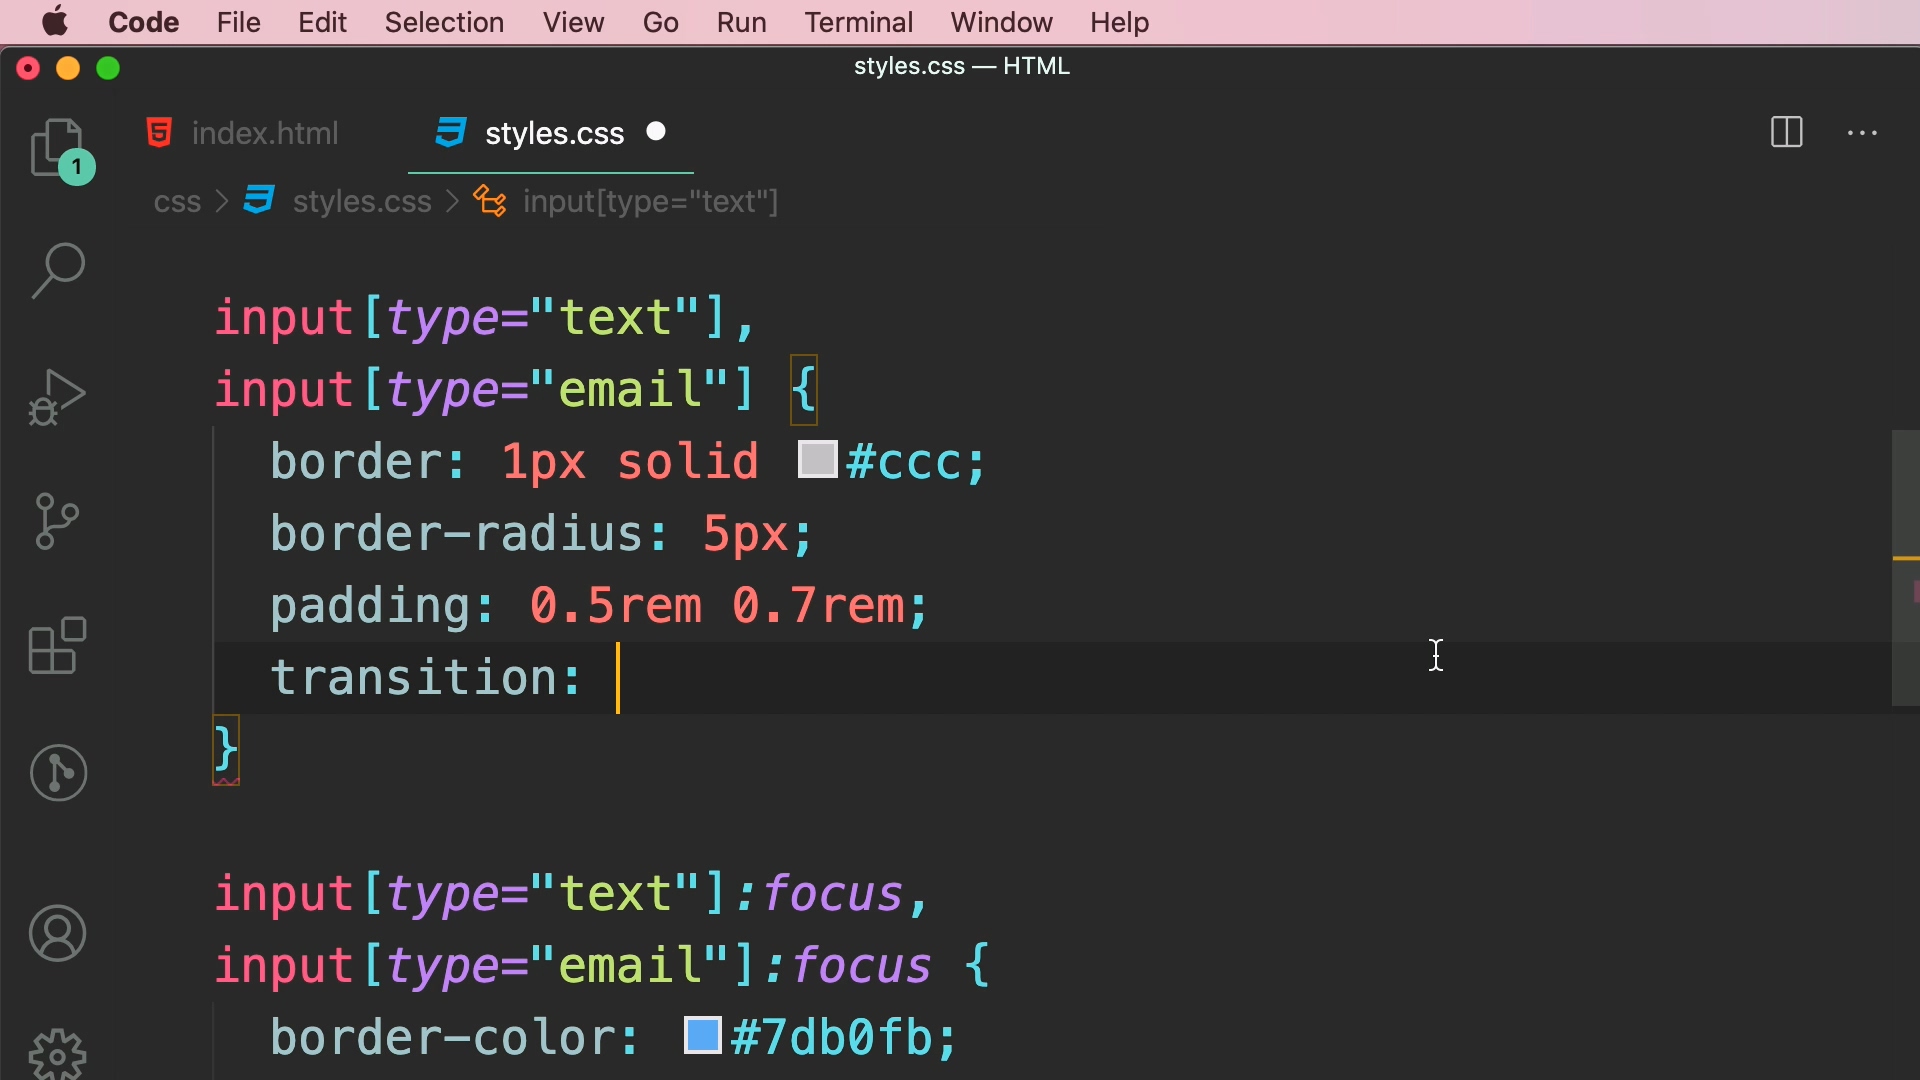 Code File Edit Selection View Go Run Terminal Window Help
styles.css — HTML
1
index.html styles.css
css > styles.css > input[type="text"]
input[type="text"],
input[type="email"] {
border: 1px solid #ccc;
border-radius: 5px;
padding: 0.5rem 0.7rem;
transition:
}
input[type="text"]:focus,
input[type="email"]:focus {
border-color: #7db0fb;